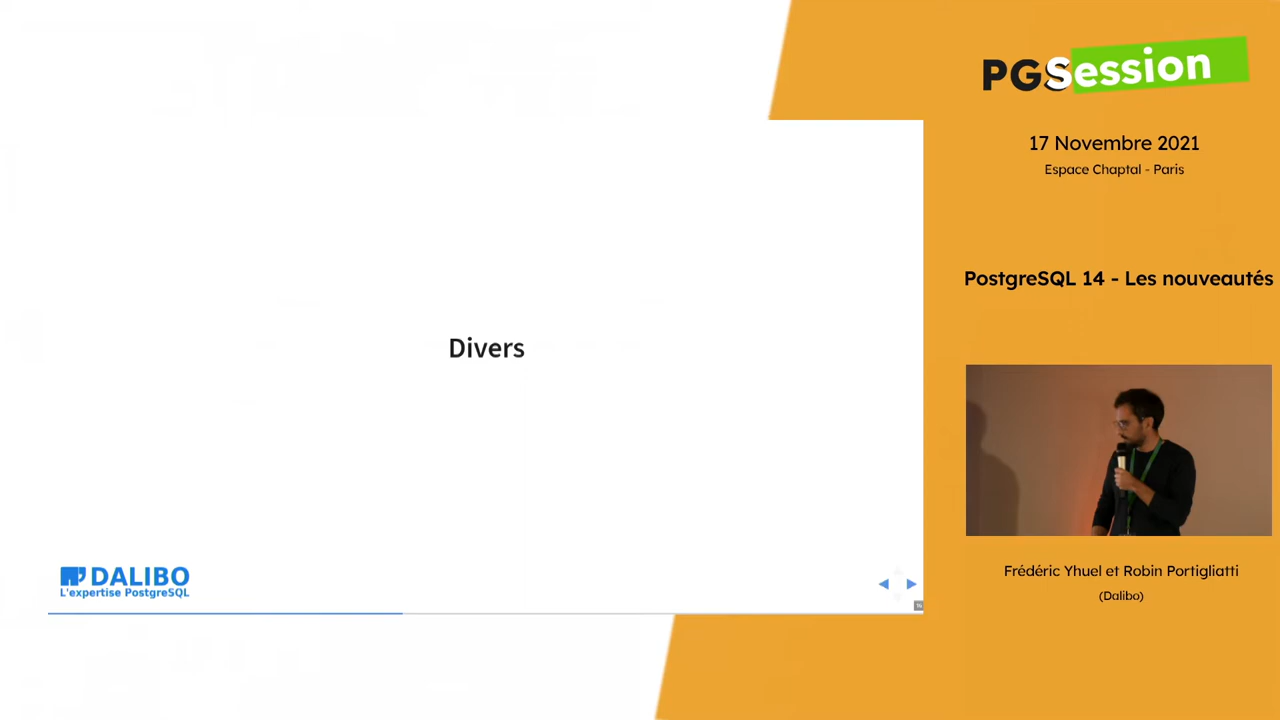 PGSession
17 Novembre 2021
Espace Chaptal - Paris
PostgreSQL 14 - Les nouveautés
Divers
DALIBO
L'expertise PostgreSQL
Frédéric Yhuel et Robin Portigliatti
(Dalibo)